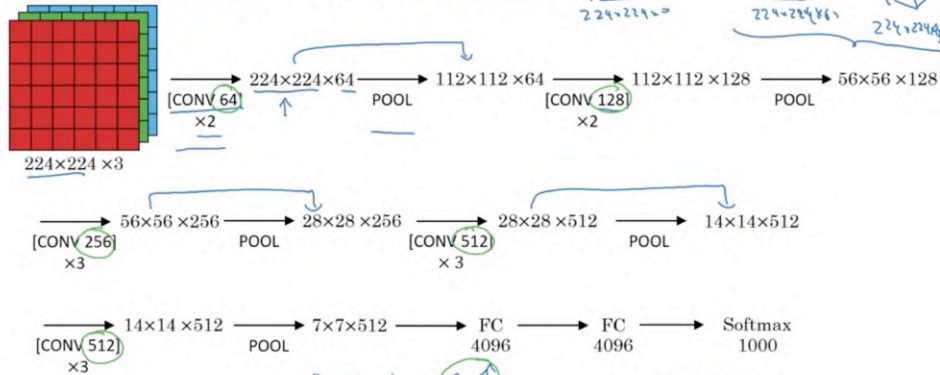 224×224×64 POOL 112×112 ×64 112×112 ×128 POOL 56×56 ×128
[CONV 64] [CONV 128]
×2 ×2
224×224 ×3
56×56 ×256 POOL 28×28 ×256 28×28 ×512 POOL 14×14×512
[CONV 256] [CONV 512]
×3 × 3
14×14 ×512 POOL 7×7×512 FC FC Softmax
[CONV 512] 4096 4096 1000
×3